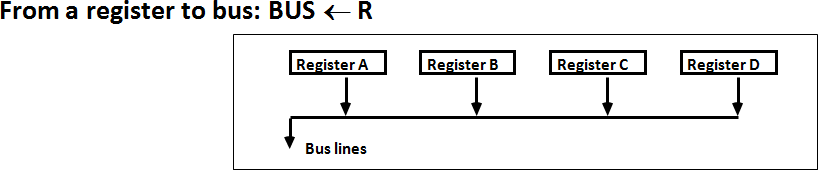 From a register to bus: BUS ← R
Register A Register B Register C Register D
Bus lines